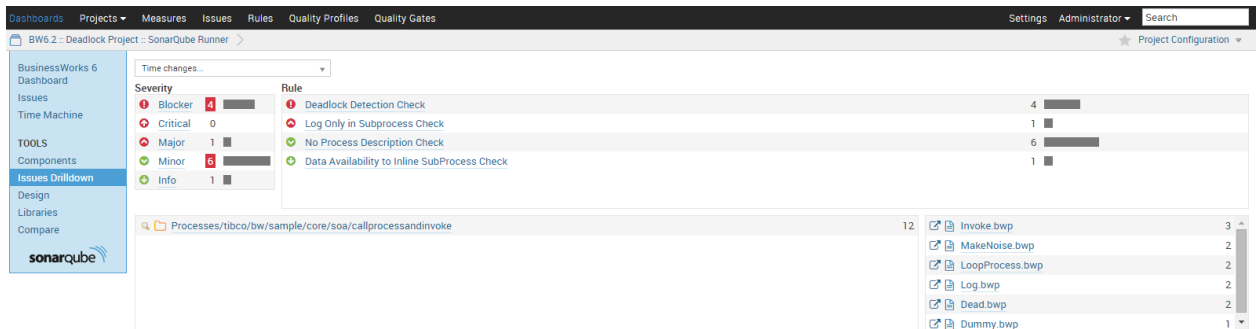 Dashboards Projects Measures Issues Rules Quality Profiles Quality Gates Settings Administrator Search
BW6.2 :: Deadlock Project :: SonarQube Runner Project Configuration
BusinessWorks 6
Dashboard
Issues
Time Machine
TOOLS
Components
Issues Drilldown
Design
Libraries
Compare
sonarqube
Time changes...
Severity
Blocker 4
Critical 0
Major 1
Minor 6
Info 1
Rule
Deadlock Detection Check 4
Log Only in Subprocess Check 1
No Process Description Check 6
Data Availability to Inline SubProcess Check 1
Processes/tibco/bw/sample/core/soa/callprocessandinvoke 12
Invoke.bwp 3
MakeNoise.bwp 2
LoopProcess.bwp 2
Log.bwp 2
Dead.bwp 2
Dummy.bwp 1